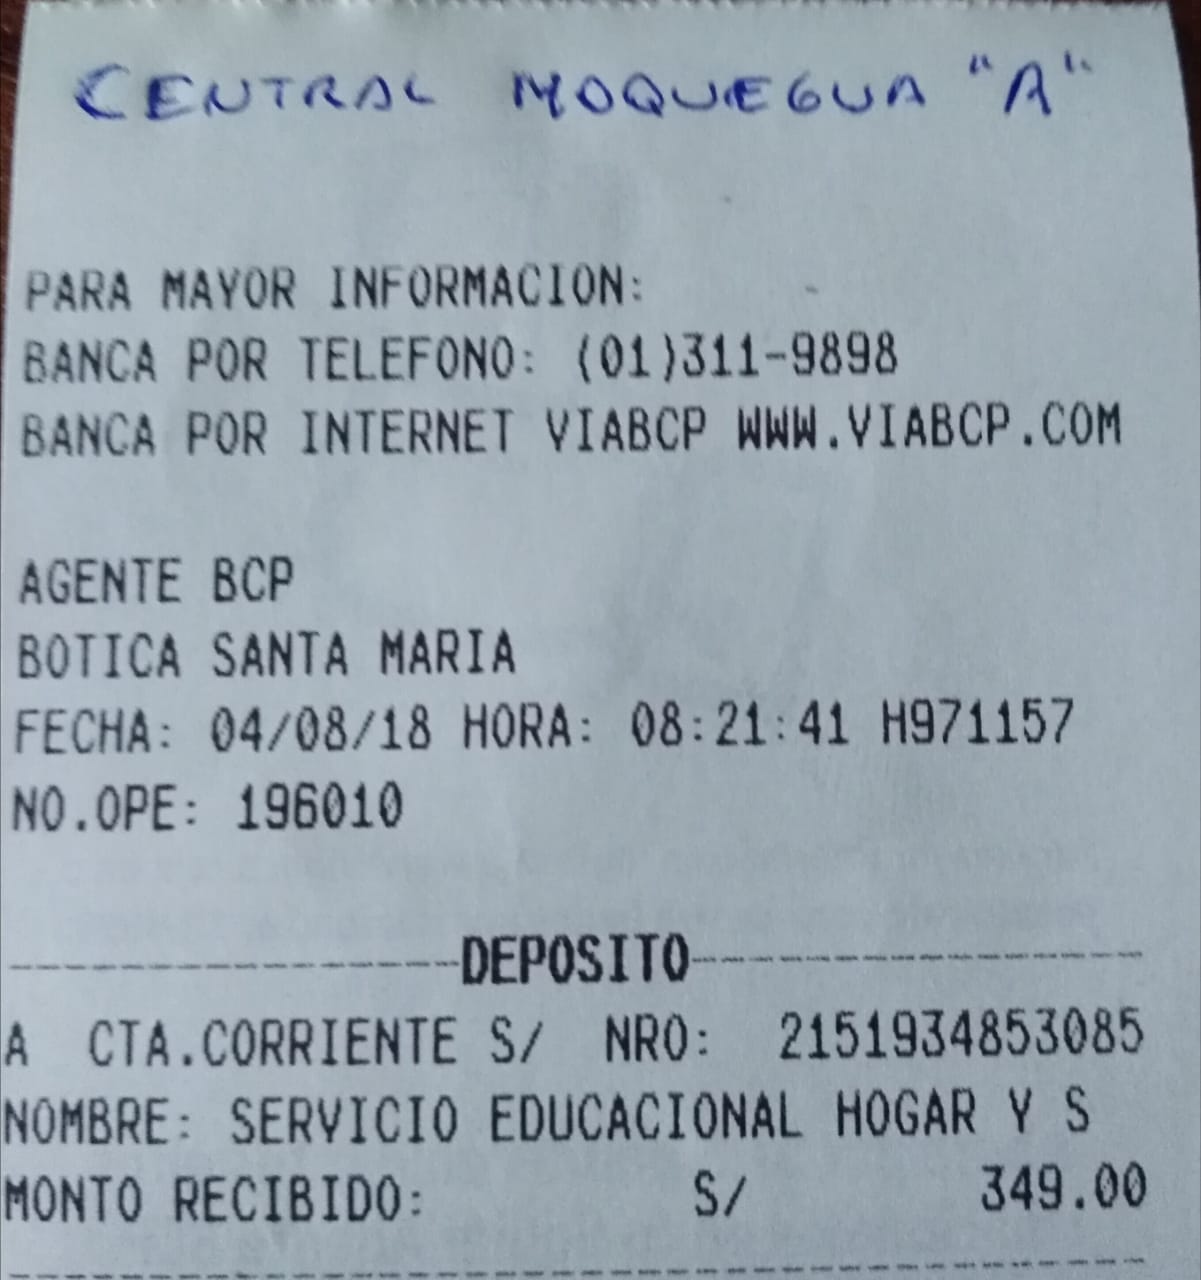 CENTRAL MOQUEGUA "A"
PARA MAYOR INFORMACION:
BANCA POR TELEFONO: (01)311-9898
BANCA POR INTERNET VIABCP WWW.VIABCP.COM
AGENTE BCP
BOTICA SANTA MARIA
FECHA: 04/08/18 HORA: 08:21:41 H971157
NO.OPE: 196010
DEPOSITO
A CTA.CORRIENTE S/ NRO: 2151934853085
NOMBRE: SERVICIO EDUCACIONAL HOGAR Y S
MONTO RECIBIDO: S/ 349.00